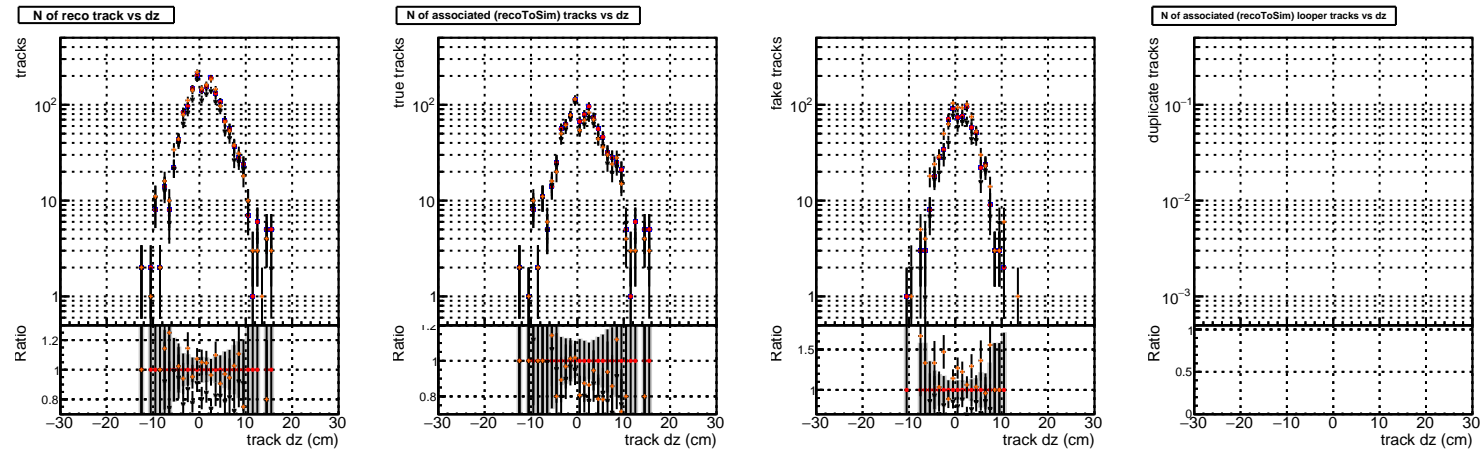 N of reco track vs dz
tracks
10²
10
1
Ratio
1.2
1
0.8
−30 −20 −10 0 10 20 30
track dz (cm)
N of associated (recoToSim) tracks vs dz
true tracks
10²
10
1
Ratio
1.2
1
0.8
−30 −20 −10 0 10 20 30
track dz (cm)
fake tracks
10²
10
1
Ratio
1.5
1
−30 −20 −10 0 10 20 30
track dz (cm)
N of associated (recoToSim) looper tracks vs dz
duplicate tracks
10⁻¹
10⁻²
10⁻³
Ratio
1
0.5
0
−30 −20 −10 0 10 20 30
track dz (cm)